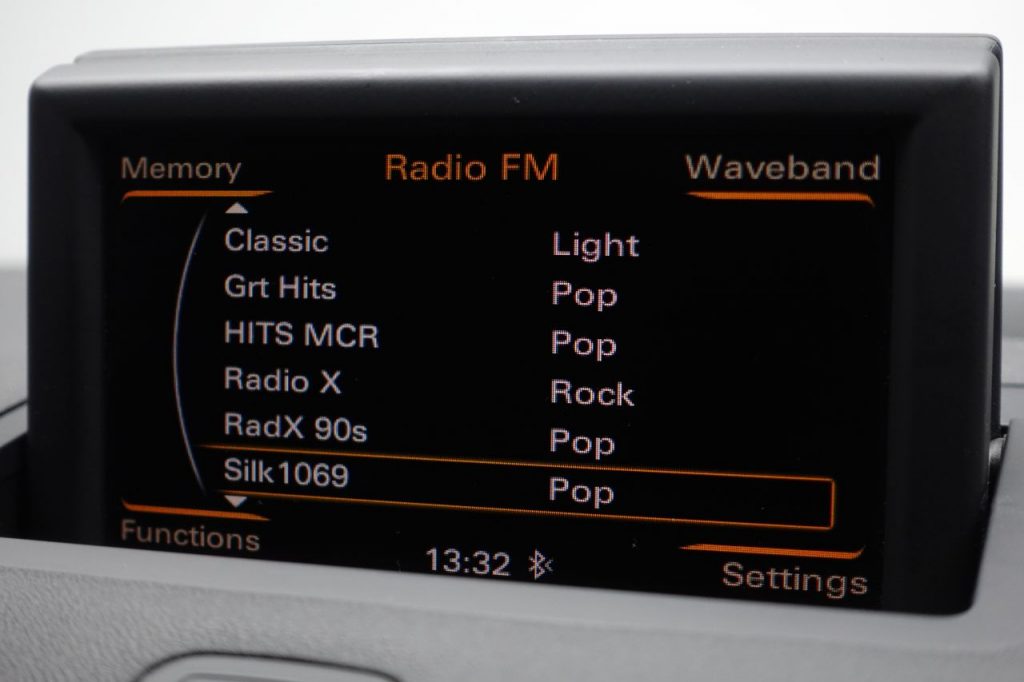 Memory Radio FM Waveband
Classic Light
Grt Hits Pop
HITS MCR Pop
Radio X Rock
RadX 90s Pop
Silk1069 Pop
Functions 13:32 Settings